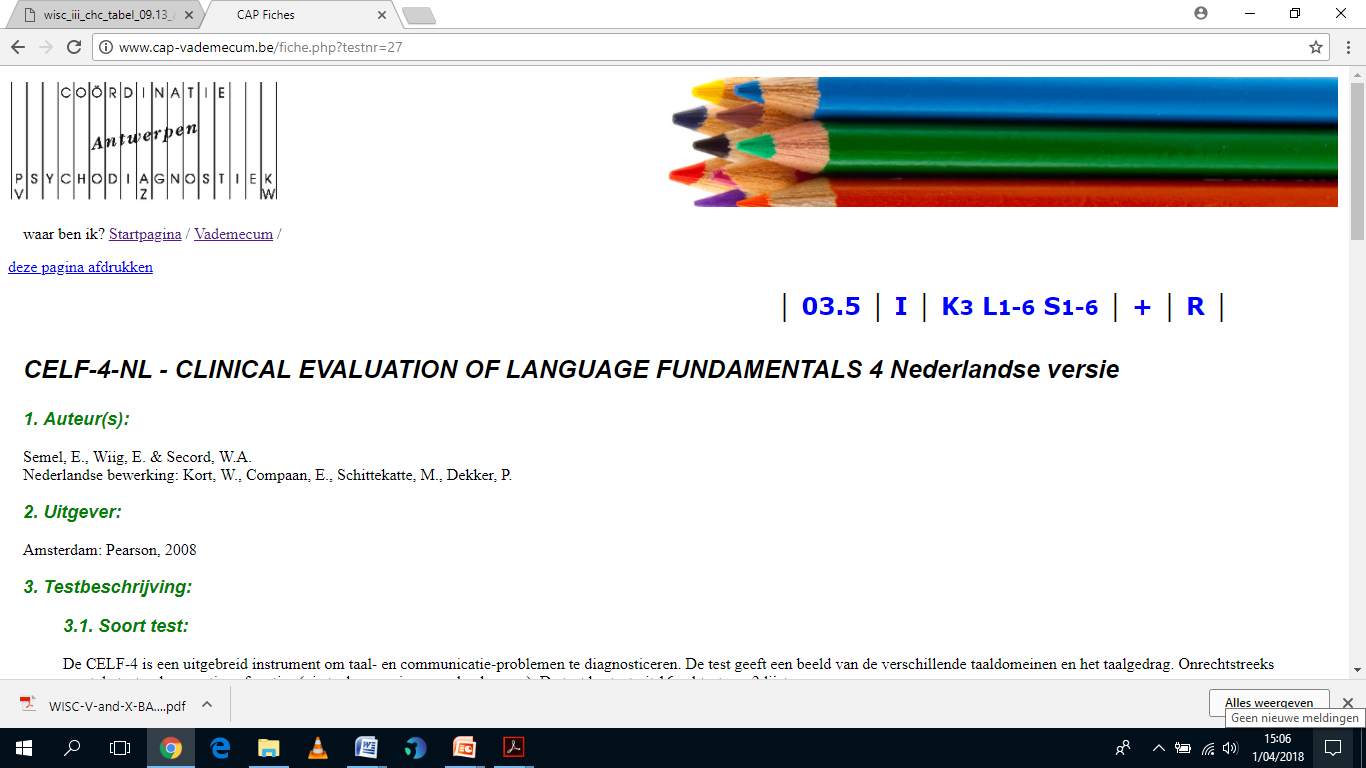 wisc_iii_chc_tabel_09.13_
CAP Fiches
www.cap-vademecum.be/fiche.php?testnr=27
COÖRDINATIE
Antwerpen
PSYCHODIAGNOSTIEK
V Z W
waar ben ik? Startpagina / Vademecum /
deze pagina afdrukken
| 03.5 | I | K3 L1-6 S1-6 | + | R |
CELF-4-NL - CLINICAL EVALUATION OF LANGUAGE FUNDAMENTALS 4 Nederlandse versie
1. Auteur(s):
Semel, E., Wiig, E. & Secord, W.A.
Nederlandse bewerking: Kort, W., Compaan, E., Schittekatte, M., Dekker, P.
2. Uitgever:
Amsterdam: Pearson, 2008
3. Testbeschrijving:
3.1. Soort test:
De CELF-4 is een uitgebreid instrument om taal- en communicatie-problemen te diagnosticeren. De test geeft een beeld van de verschillende taaldomeinen en het taalgedrag. Onrechtstreeks
WISC-V-and-X-BA....pdf
Alles weergeven
Geen nieuwe meldingen
15:06
1/04/2018